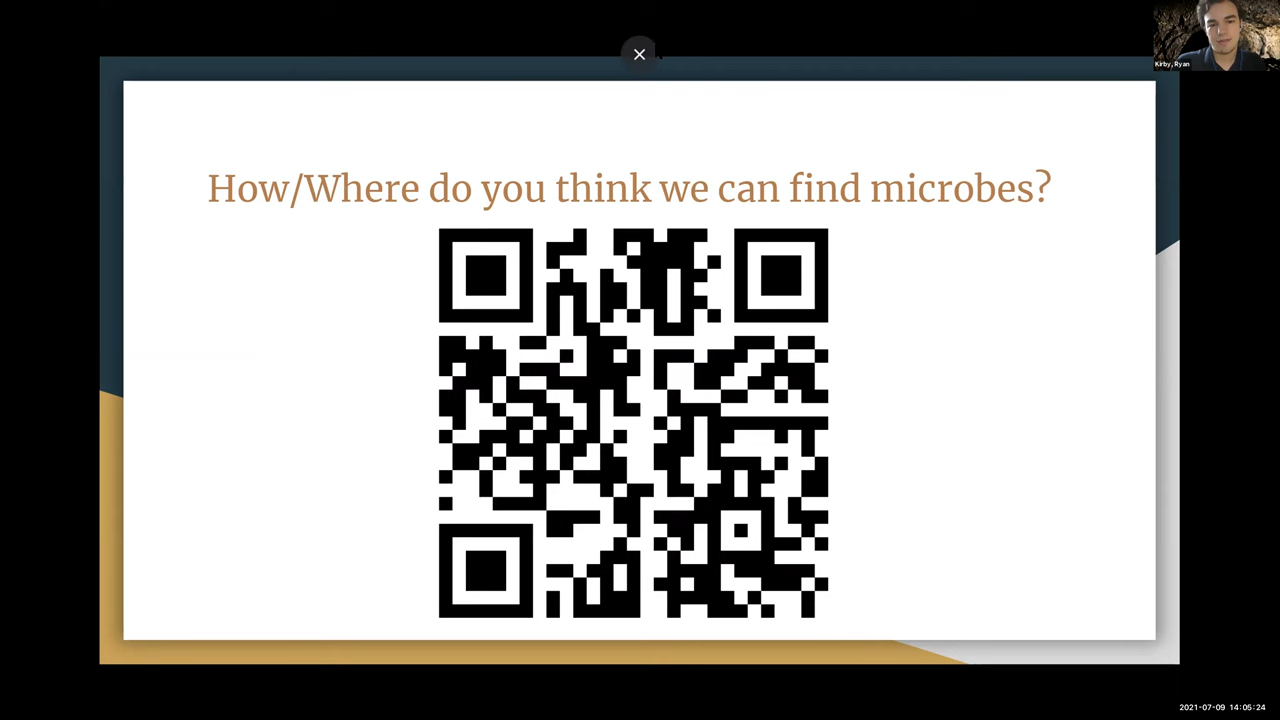 Kirby, Ryan
How/Where do you think we can find microbes?
2021-07-09 14:05:24